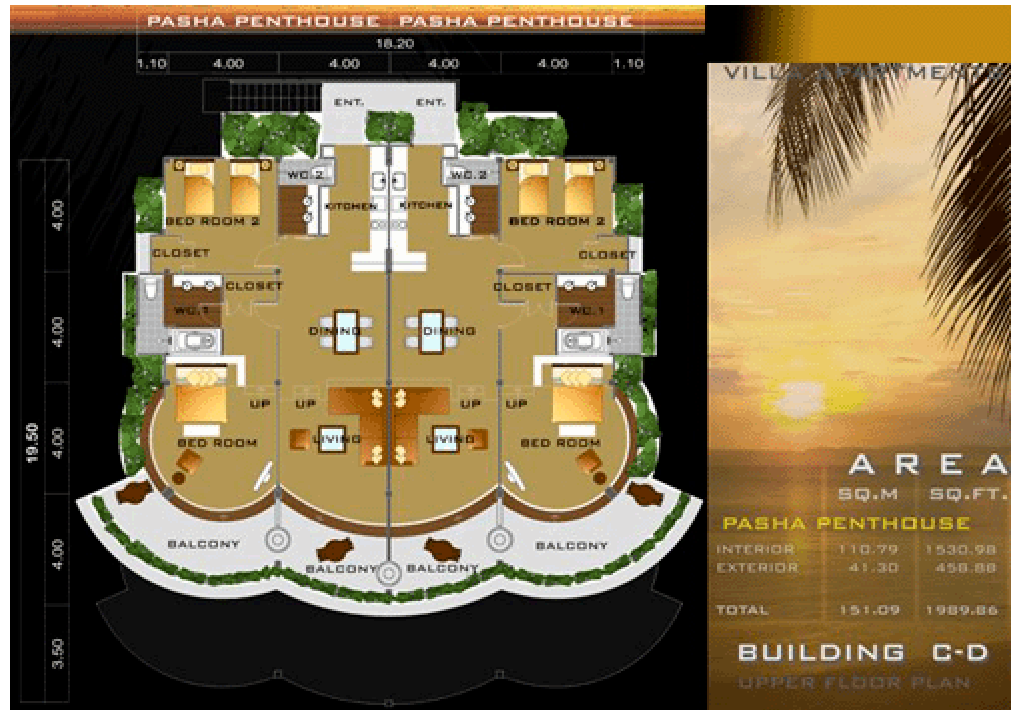 PASHA PENTHOUSE PASHA PENTHOUSE
18.20
1.10 4.00 4.00 4.00 4.00 1.10
ENT. ENT.
WC.2 WC.2
KITCHEN KITCHEN
BED ROOM 2 BED ROOM 2
CLOSET CLOSET
CLOSET CLOSET
WC.1 WC.1
DINING DINING
UP UP UP UP
BED ROOM LIVING LIVING BED ROOM
BALCONY BALCONY
BALCONY BALCONY
4.00
4.00
4.00
4.00
3.50
19.50
VILLA APARTMENTS
AREA
SQ.M SQ.FT.
PASHA PENTHOUSE
INTERIOR 110.79 1530.98
EXTERIOR 41.30 458.88
TOTAL 151.09 1989.86
BUILDING C-D
UPPER FLOOR PLAN